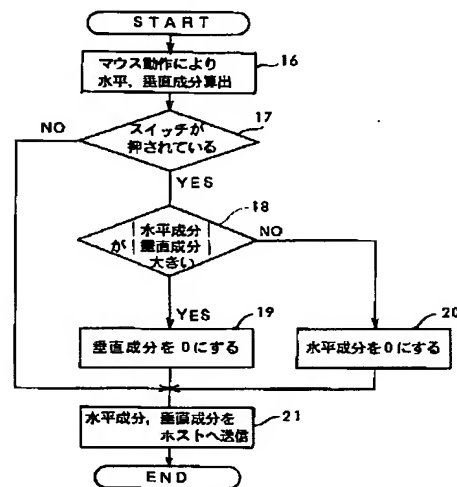 START
マウス動作により
水平,垂直成分算出
16
スイッチが
押されている
17
NO
YES
|水平成分|
が|垂直成分|
大きい
18
NO
YES
垂直成分を0にする
19
水平成分を0にする
20
水平成分,垂直成分を
ホストへ送信
21
END